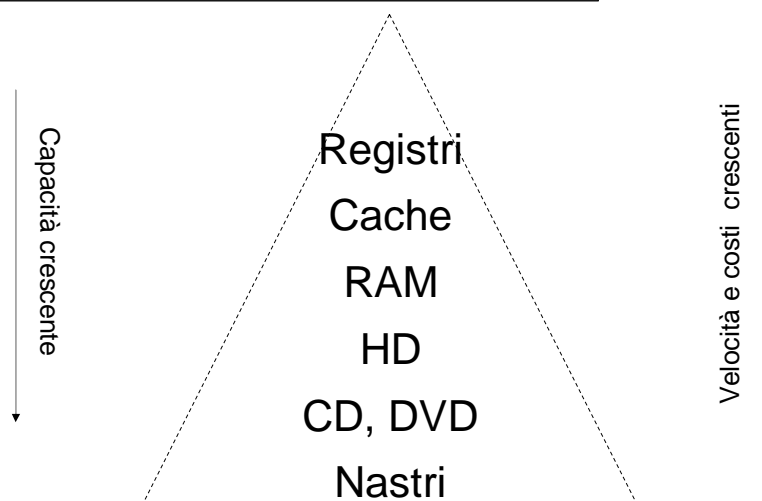 Capacità crescente
Registri
Cache
RAM
HD
CD, DVD
Nastri
Velocità e costi crescenti